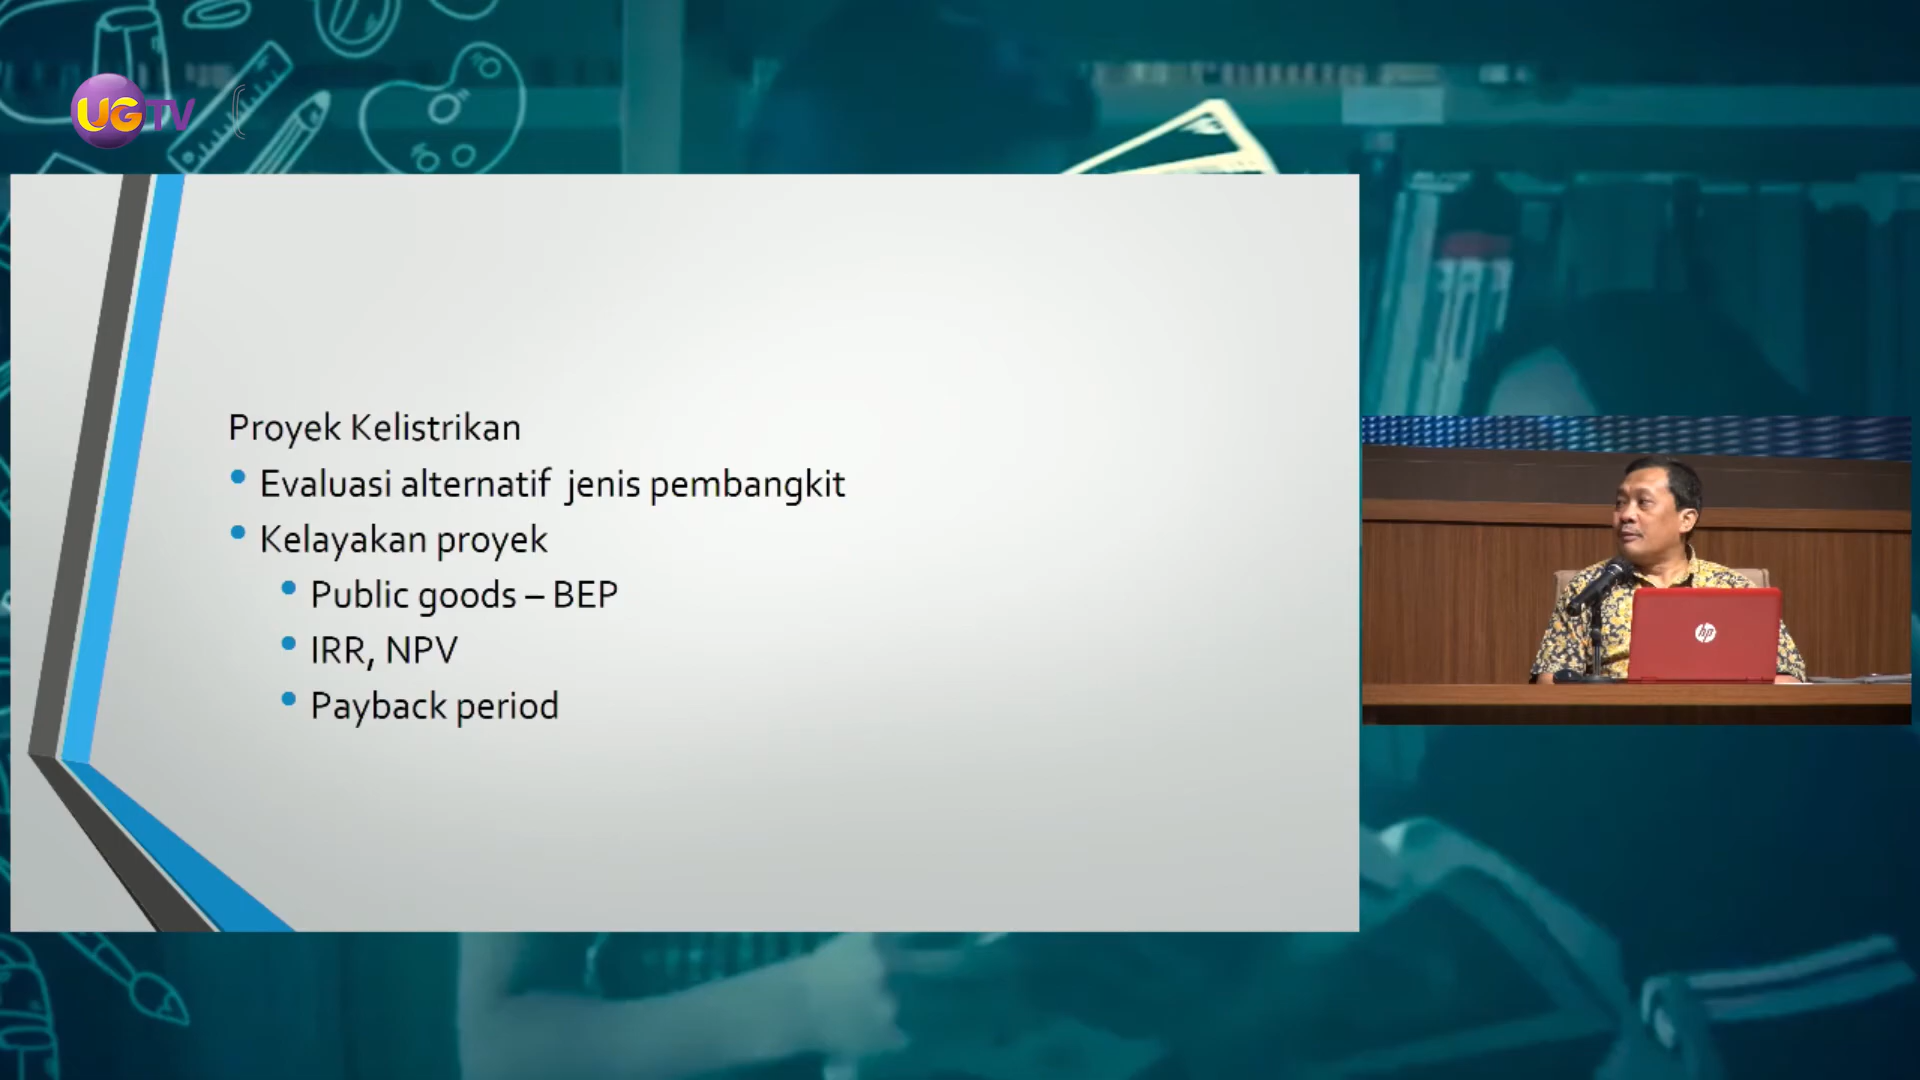 UGTV
Proyek Kelistrikan
• Evaluasi alternatif jenis pembangkit
• Kelayakan proyek
• Public goods – BEP
• IRR, NPV
• Payback period
hp